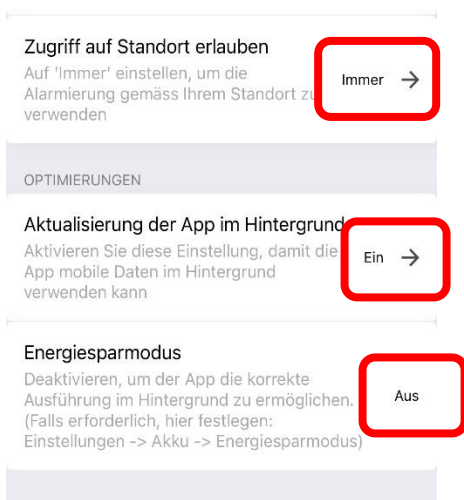 Zugriff auf Standort erlauben
Auf 'Immer' einstellen, um die
Alarmierung gemäss Ihrem Standort zu
verwenden
Immer →
OPTIMIERUNGEN
Aktualisierung der App im Hintergrund
Aktivieren Sie diese Einstellung, damit die
App mobile Daten im Hintergrund
verwenden kann
Ein →
Energiesparmodus
Deaktivieren, um der App die korrekte
Ausführung im Hintergrund zu ermöglichen.
(Falls erforderlich, hier festlegen:
Einstellungen -> Akku -> Energiesparmodus)
Aus